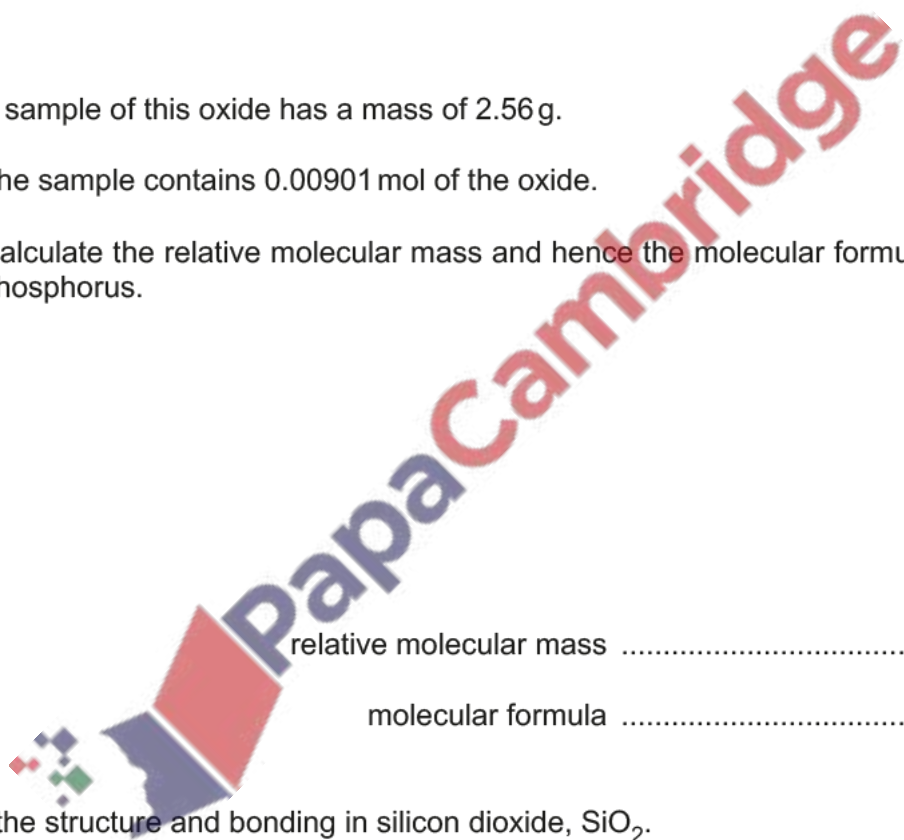 sample of this oxide has a mass of 2.56 g.
he sample contains 0.00901 mol of the oxide.
alculate the relative molecular mass and hence the molecular formu
hosphorus.
PapaCambridge
relative molecular mass ..................................
molecular formula ..................................
the structure and bonding in silicon dioxide, SiO₂.